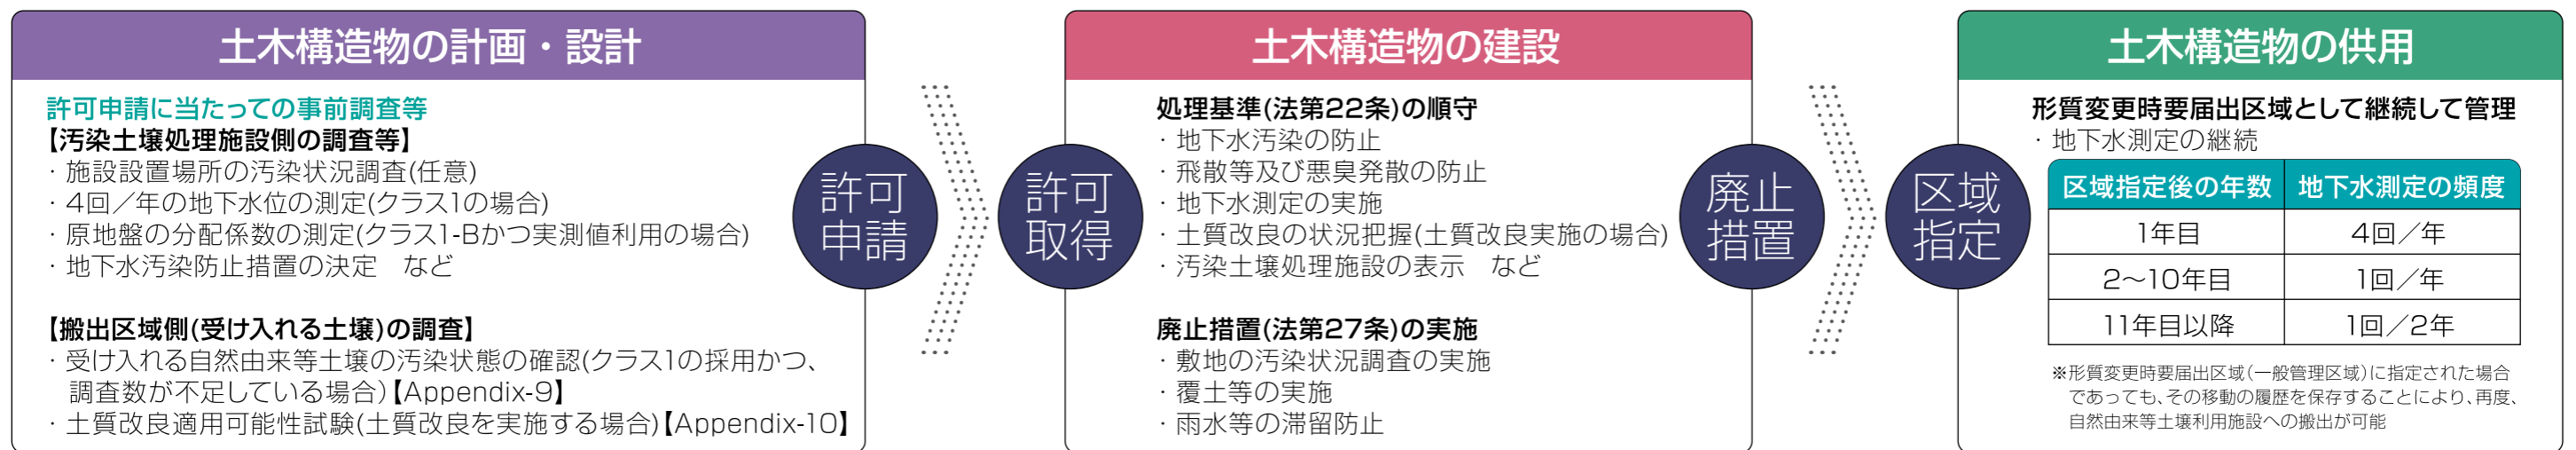 土木構造物の計画・設計
許可申請に当たっての事前調査等
【汚染土壌処理施設側の調査等】
・施設設置場所の汚染状況調査(任意)
・4回／年の地下水位の測定(クラス1の場合)
・原地盤の分配係数の測定(クラス1-Bかつ実測値利用の場合)
・地下水汚染防止措置の決定　など
【搬出区域側(受け入れる土壌)の調査】
・受け入れる自然由来等土壌の汚染状態の確認(クラス1の採用かつ、
調査数が不足している場合)【Appendix-9】
・土質改良適用可能性試験(土質改良を実施する場合)【Appendix-10】
許可
申請
許可
取得
土木構造物の建設
処理基準(法第22条)の順守
・地下水汚染の防止
・飛散等及び悪臭発散の防止
・地下水測定の実施
・土質改良の状況把握(土質改良実施の場合)
・汚染土壌処理施設の表示　など
廃止措置(法第27条)の実施
・敷地の汚染状況調査の実施
・覆土等の実施
・雨水等の滞留防止
廃止
措置
区域
指定
土木構造物の供用
形質変更時要届出区域として継続して管理
・地下水測定の継続
区域指定後の年数 地下水測定の頻度
1年目 4回／年
2〜10年目 1回／年
11年目以降 1回／2年
※形質変更時要届出区域(一般管理区域)に指定された場合
であっても、その移動の履歴を保存することにより、再度、
自然由来等土壌利用施設への搬出が可能